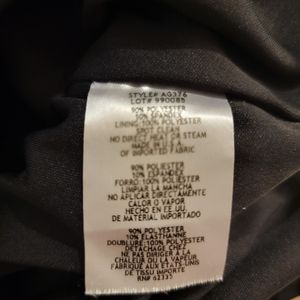 STYLE# AG376
LOT# 990085
90% POLYESTER
10% SPANDEX
LINING: 100% POLYESTER
SPOT CLEAN
NO DIRECT HEAT OR STEAM
MADE IN U.S.A.
OF IMPORTED FABRIC
90% POLIESTER
10% ESPANDEX
FORRO: 100% POLIESTER
LIMPIAR LA MANCHA
NO APLICAR DIRECTAMENTE
CALOR O VAPOR
HECHO EN EE.UU.
DE MATERIAL IMPORTADO
90% POLYESTER
10% ELASTHANNE
DOUBLURE: 100% POLYESTER
DETACHAGE CHEZ
NE PAS DIRIGER A LA
CHALEUR OU LA VAPEUR
FABRIQUE AUX ETATS-UNIS
DE TISSU IMPORTE
RN# 62335